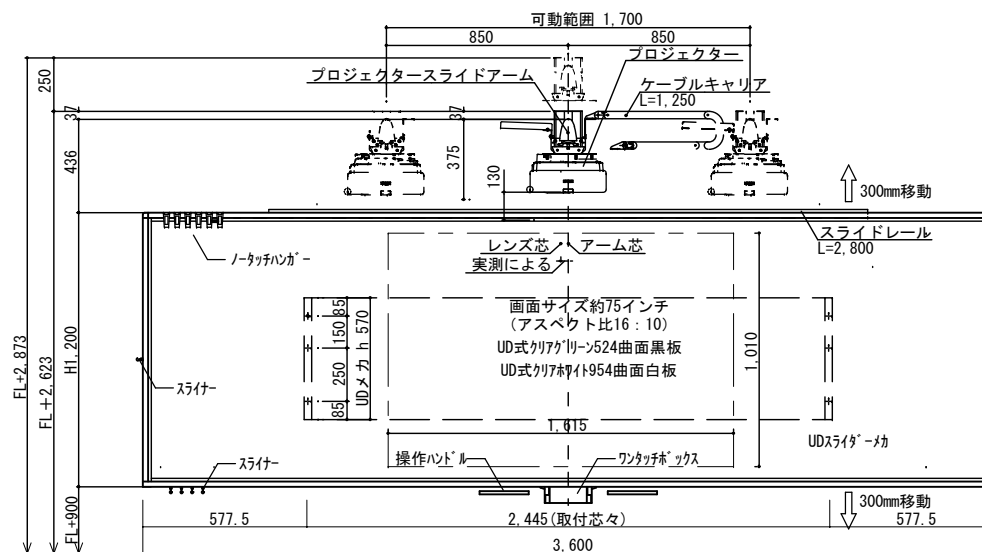 可動範囲 1,700
850
850
プロジェクター
プロジェクタースライドアーム
ケーブルキャリア
L=1,250
250
37
37
436
375
130
300mm移動
スライドレール
L=2,800
ノータッチハンガー
レンズ芯
アーム芯
実測による
画面サイズ約75インチ
(アスペクト比16：10)
UD式クリアグリーン524曲面黒板
UD式クリアホワイト954曲面白板
FL+2,873
FL＋2,623
H1,200
85
150
250
85
UDメカ h 570
1,010
スライナー
1,615
UDスライダーメカ
スライナー
操作ハンドル
ワンタッチボックス
FL+900
300mm移動
577.5
2,445(取付芯々)
577.5
3,600